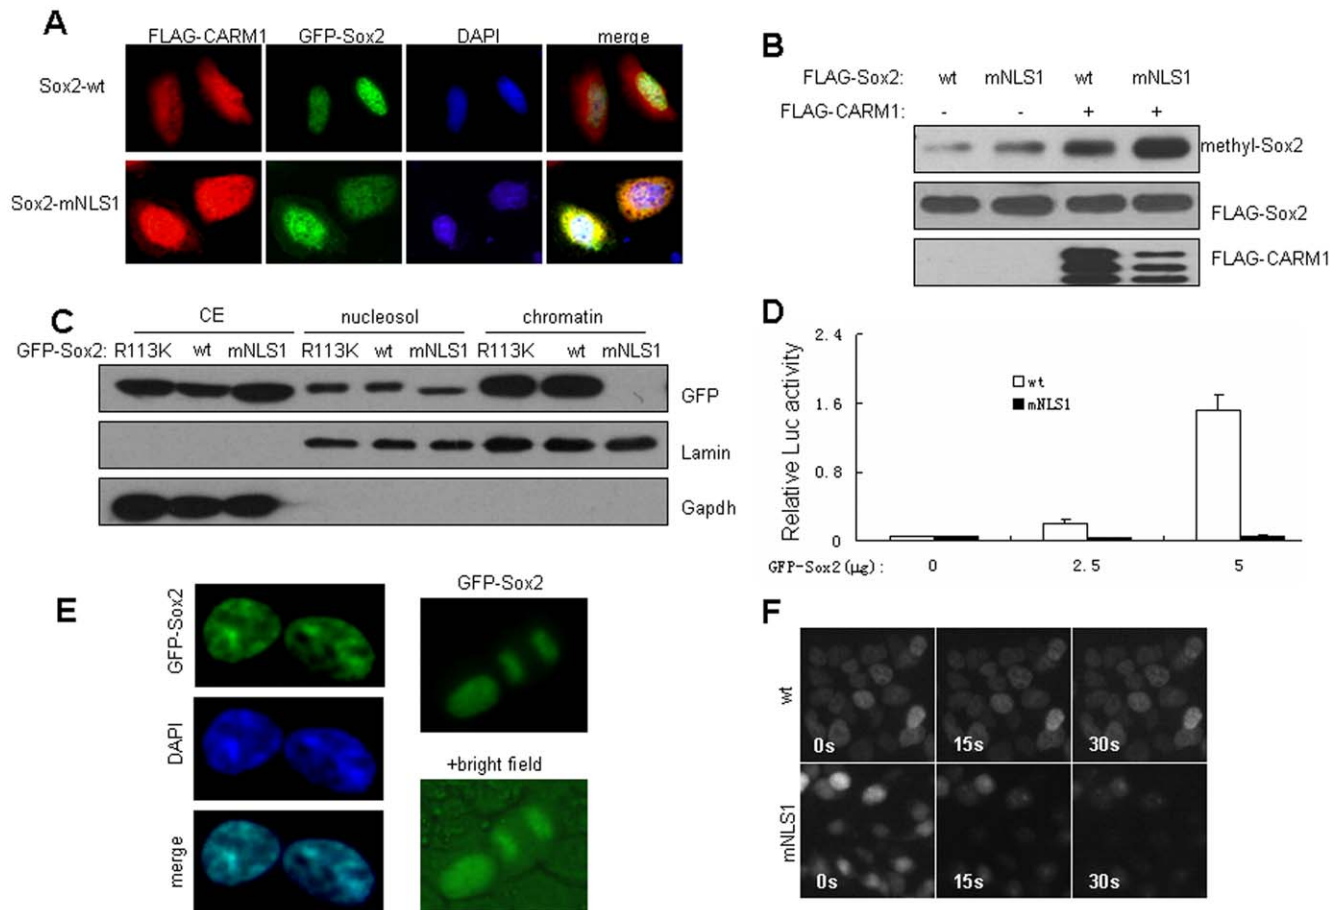 A
FLAG-CARM1 GFP-Sox2 DAPI merge
Sox2-wt
Sox2-mNLS1
B
FLAG-Sox2: wt mNLS1 wt mNLS1
FLAG-CARM1: - - + +
methyl-Sox2
FLAG-Sox2
FLAG-CARM1
C
CE nucleosol chromatin
GFP-Sox2: R113K wt mNLS1 R113K wt mNLS1 R113K wt mNLS1
GFP
Lamin
Gapdh
D
Relative Luc activity
2.4
1.6
0.8
0
wt
mNLS1
GFP-Sox2(μg): 0 2.5 5
E
GFP-Sox2
DAPI
merge
GFP-Sox2
+bright field
F
wt
0s 15s 30s
mNLS1
0s 15s 30s